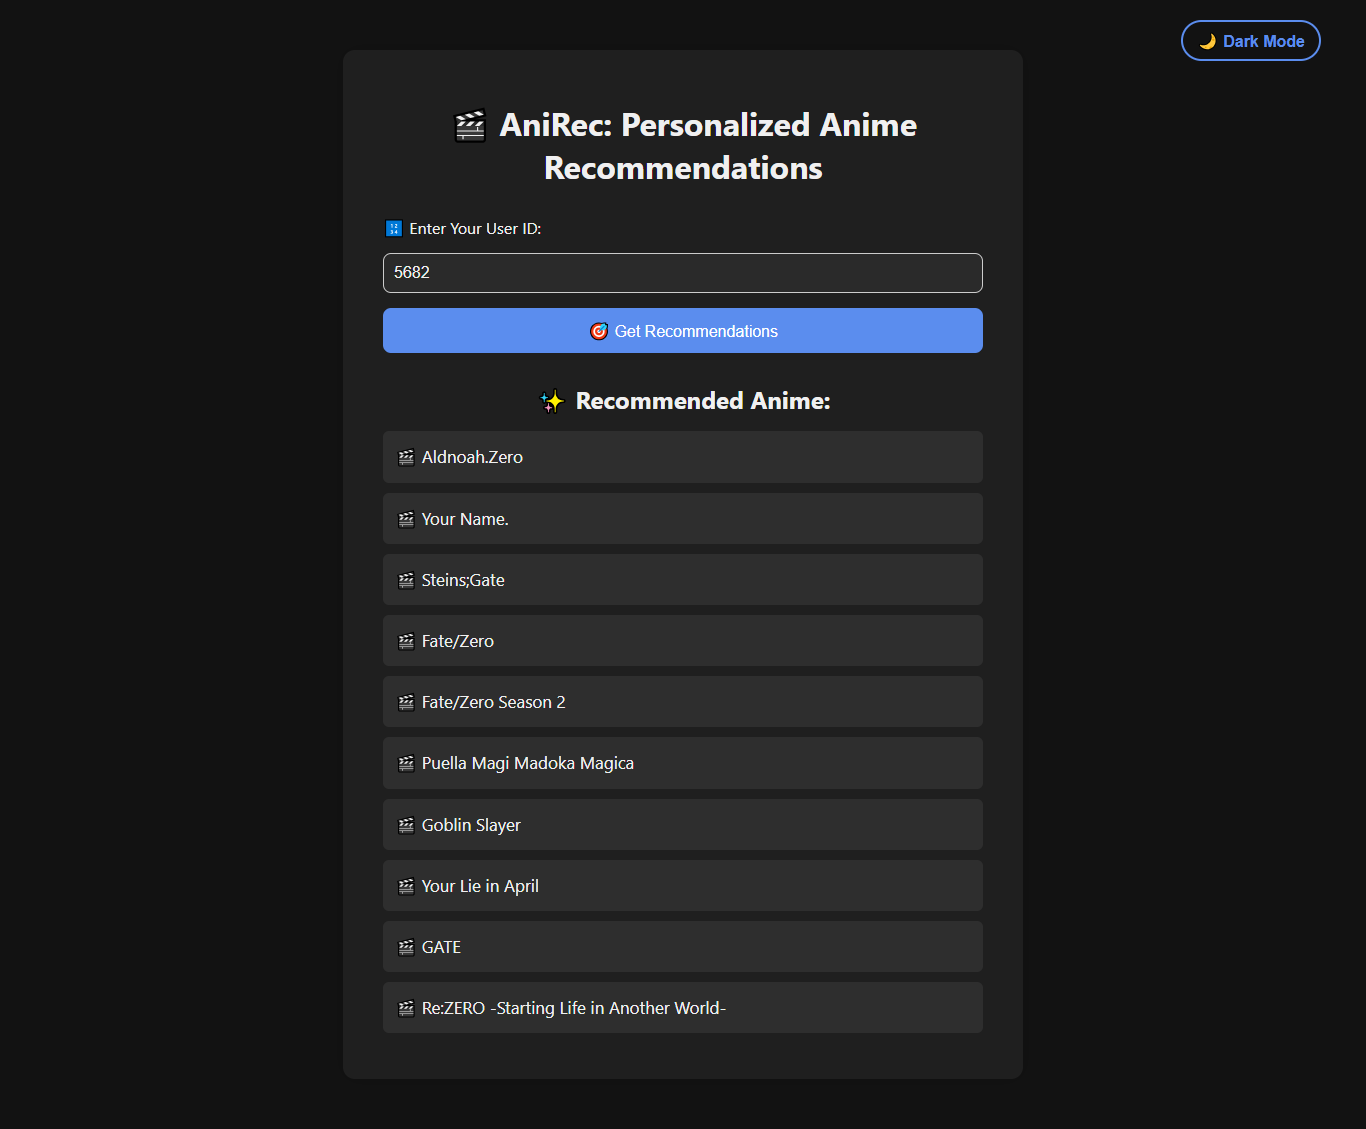 🌙 Dark Mode
🎬 AniRec: Personalized Anime
Recommendations
🔢 Enter Your User ID:
5682
🎯 Get Recommendations
✨ Recommended Anime:
🎬 Aldnoah.Zero
🎬 Your Name.
🎬 Steins;Gate
🎬 Fate/Zero
🎬 Fate/Zero Season 2
🎬 Puella Magi Madoka Magica
🎬 Goblin Slayer
🎬 Your Lie in April
🎬 GATE
🎬 Re:ZERO -Starting Life in Another World-